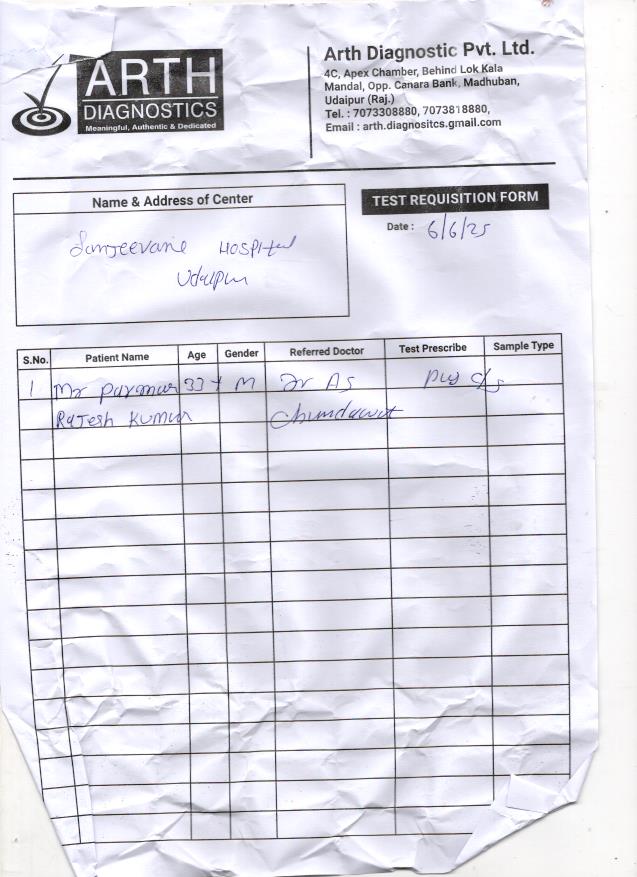 ARTH
DIAGNOSTICS
Meaningful, Authentic & Dedicated
Arth Diagnostic Pvt. Ltd.
4C, Apex Chamber, Behind Lok Kala
Mandal, Opp. Canara Bank, Madhuban,
Udaipur (Raj.)
Tel. : 7073308880, 7073818880,
Email : arth.diagnositcs.gmail.com
Name & Address of Center
Sanjeevanie Hospital
Udaipur
TEST REQUISITION FORM
Date : 6/6/25
S.No. Patient Name Age Gender Referred Doctor Test Prescribe Sample Type
1 Mr Parmar 37 M Dr AS Pus c/s
Rajesh Kumar Chundawat